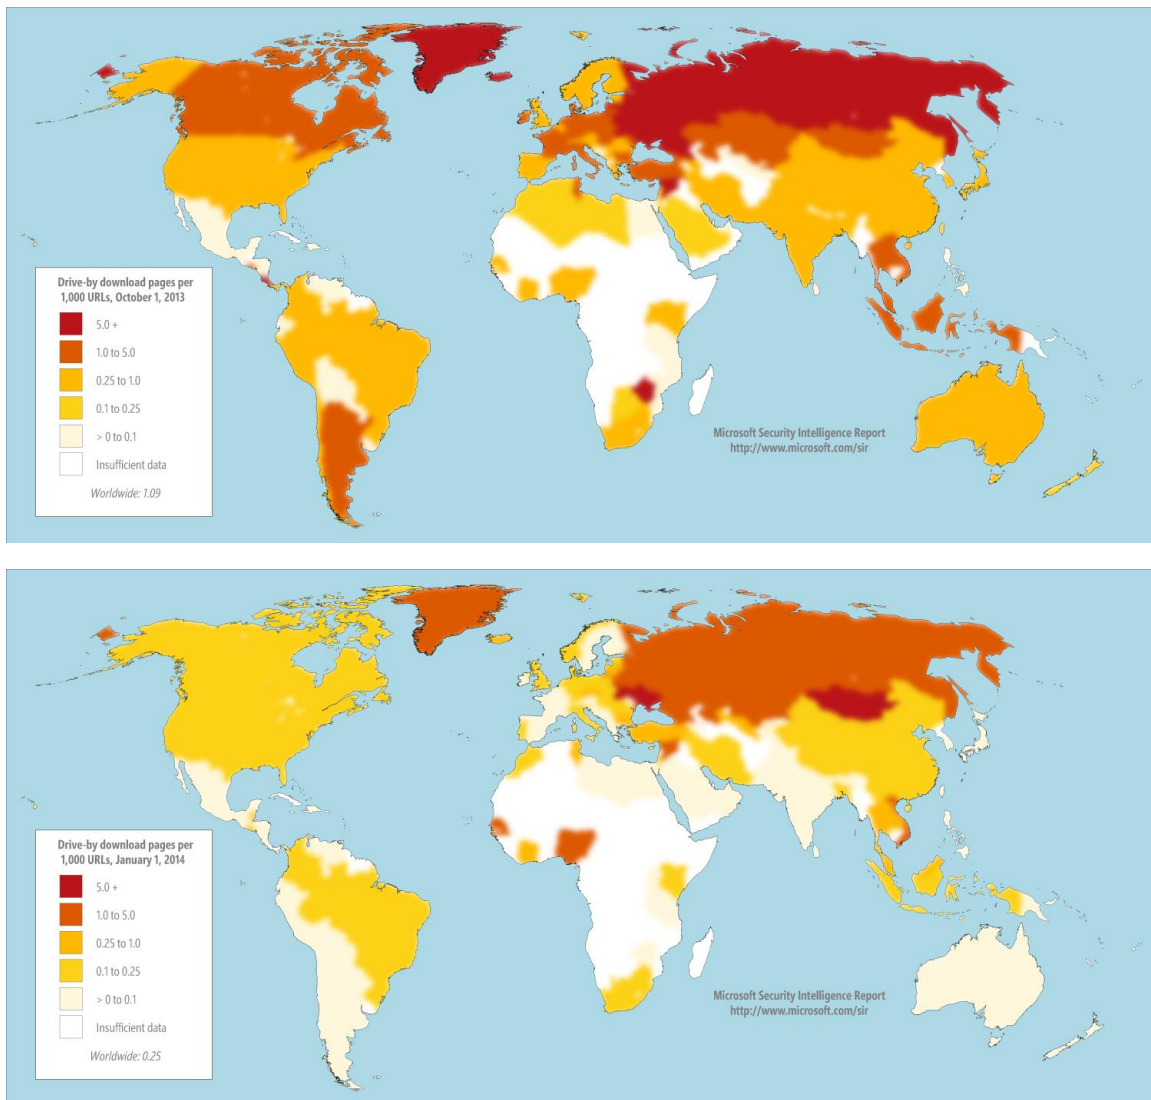 Drive-by download pages per
1,000 URLs, October 1, 2013
5.0 +
1.0 to 5.0
0.25 to 1.0
0.1 to 0.25
> 0 to 0.1
Insufficient data
Worldwide: 1.09
Microsoft Security Intelligence Report
http://www.microsoft.com/sir
Drive-by download pages per
1,000 URLs, January 1, 2014
5.0 +
1.0 to 5.0
0.25 to 1.0
0.1 to 0.25
> 0 to 0.1
Insufficient data
Worldwide: 0.25
Microsoft Security Intelligence Report
http://www.microsoft.com/sir